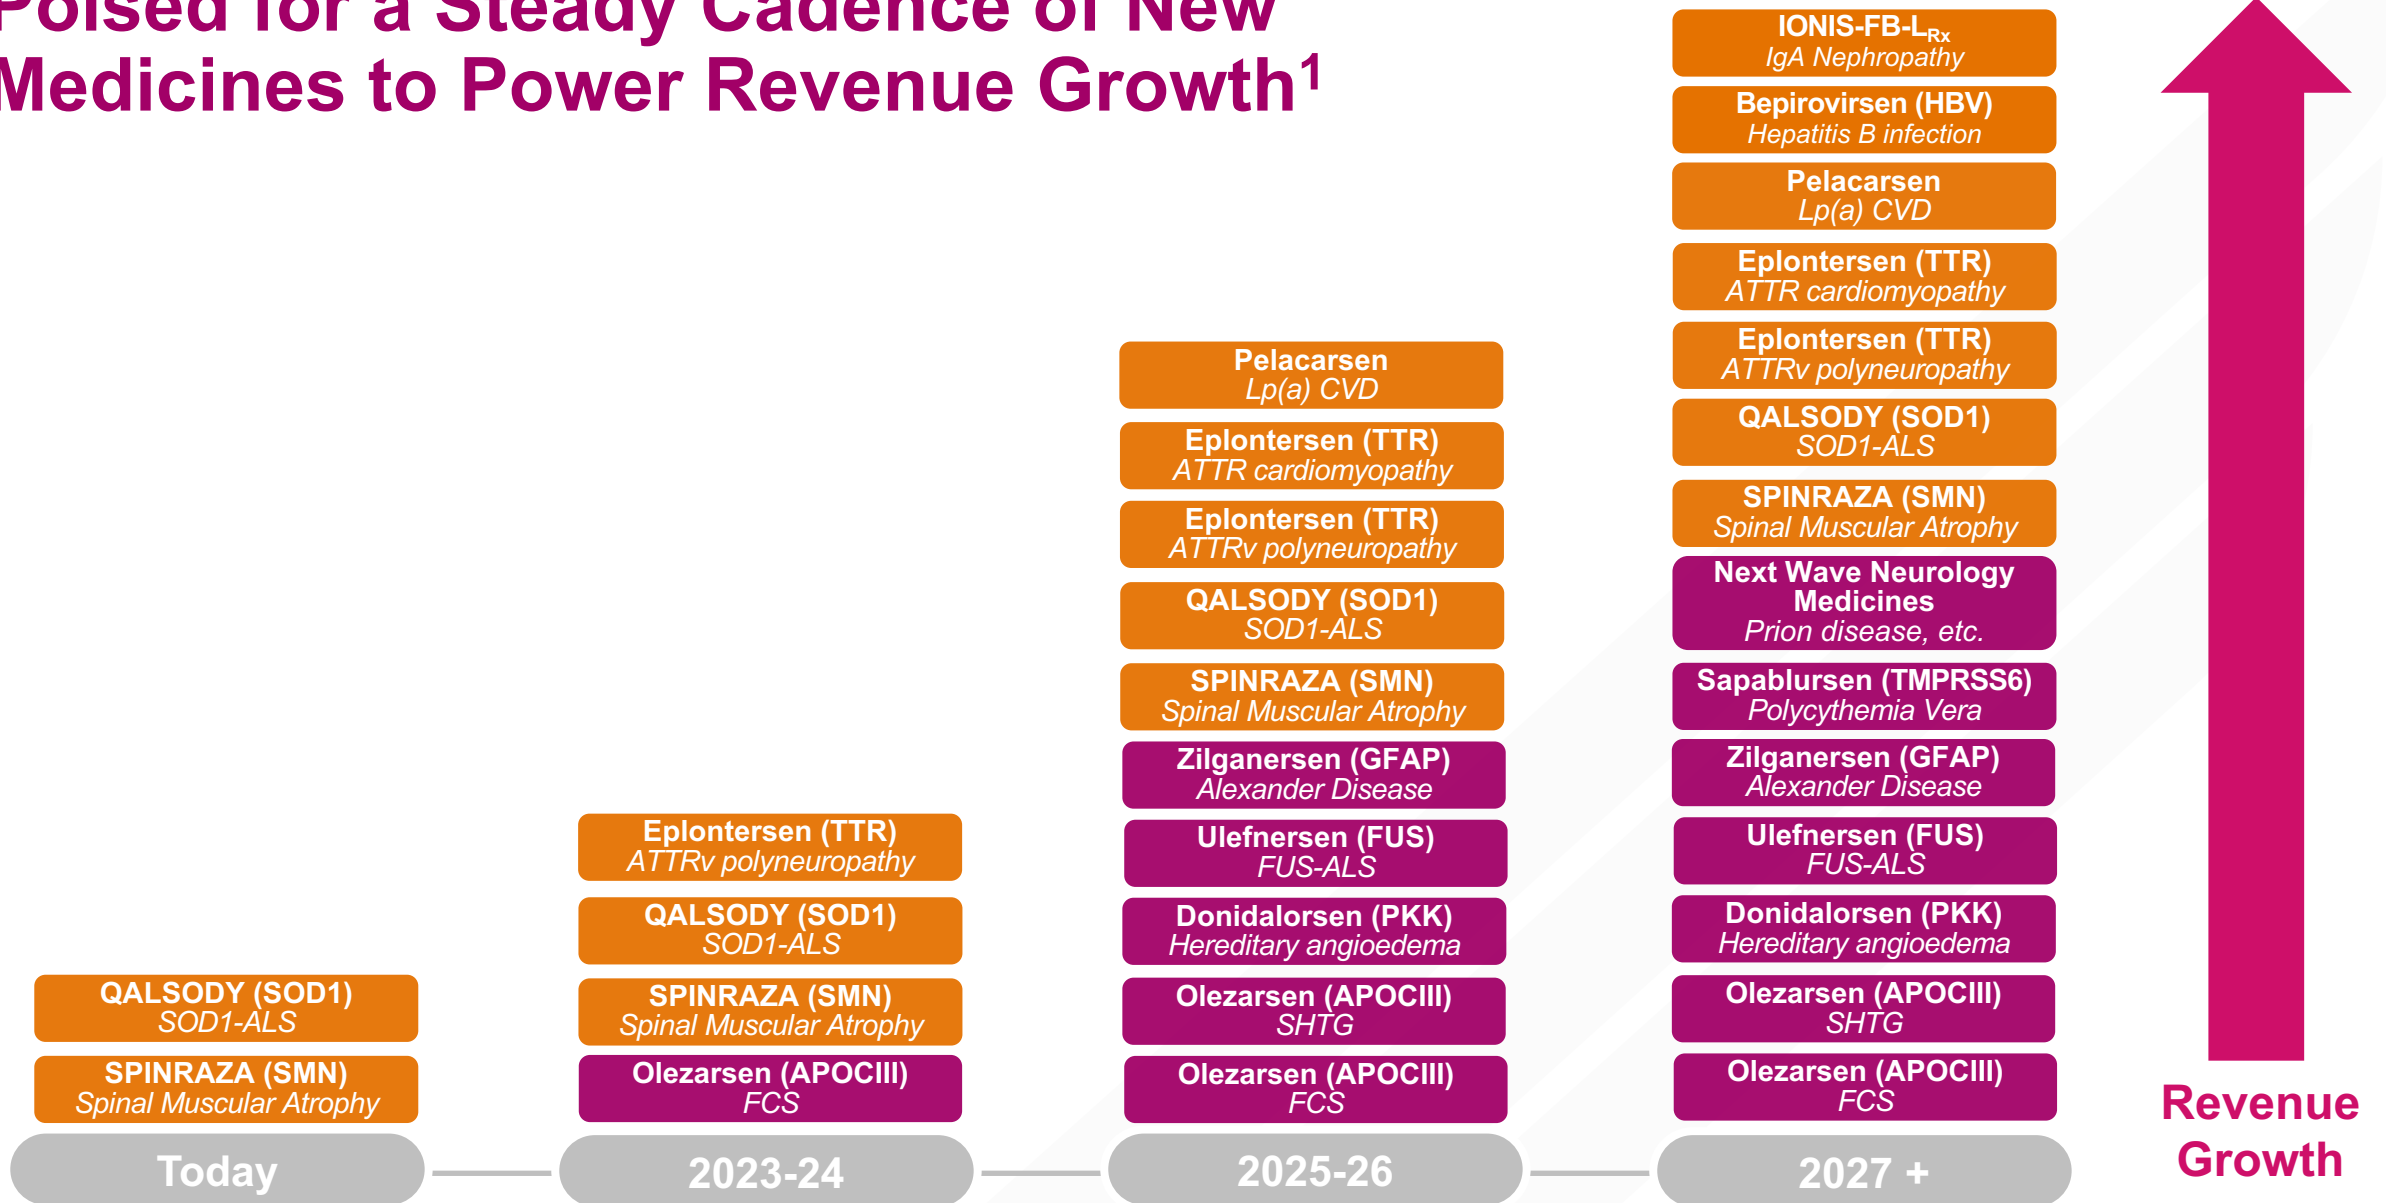 Poised for a Steady Cadence of New
Medicines to Power Revenue Growth1
QALSODY (SOD1)
SOD1-ALS
SPINRAZA (SMN)
Spinal Muscular Atrophy
Today
Eplontersen (TTR)
ATTRv polyneuropathy
QALSODY (SOD1)
SOD1-ALS
SPINRAZA (SMN)
Spinal Muscular Atrophy
Olezarsen (APOCIII)
FCS
2023-24
Pelacarsen
Lp(a) CVD
Eplontersen (TTR)
ATTR cardiomyopathy
Eplontersen (TTR)
ATTRv polyneuropathy
QALSODY (SOD1)
SOD1-ALS
SPINRAZA (SMN)
Spinal Muscular Atrophy
Zilganersen (GFAP)
Alexander Disease
Ulefnersen (FUS)
FUS-ALS
Donidalorsen (PKK)
Hereditary angioedema
Olezarsen (APOCIII)
SHTG
Olezarsen (APOCIII)
FCS
2025-26
IONIS-FB-LRx
IgA Nephropathy
Bepirovirsen (HBV)
Hepatitis B infection
Pelacarsen
Lp(a) CVD
Eplontersen (TTR)
ATTR cardiomyopathy
Eplontersen (TTR)
ATTRv polyneuropathy
QALSODY (SOD1)
SOD1-ALS
SPINRAZA (SMN)
Spinal Muscular Atrophy
Next Wave Neurology
Medicines
Prion disease, etc.
Sapablursen (TMPRSS6)
Polycythemia Vera
Zilganersen (GFAP)
Alexander Disease
Ulefnersen (FUS)
FUS-ALS
Donidalorsen (PKK)
Hereditary angioedema
Olezarsen (APOCIII)
SHTG
Olezarsen (APOCIII)
FCS
2027 +
Revenue
Growth